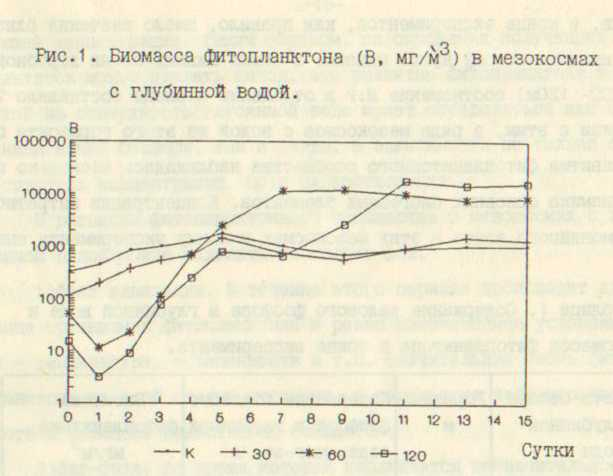 Рис.1. Биомасса фитопланктона (В, мг/м³) в мезокосмах
с глубинной водой.
В
100000
10000
1000
100
10
1
0 1 2 3 4 5 6 7 8 9 10 11 12 13 14 15
Сутки
К 30 60 120